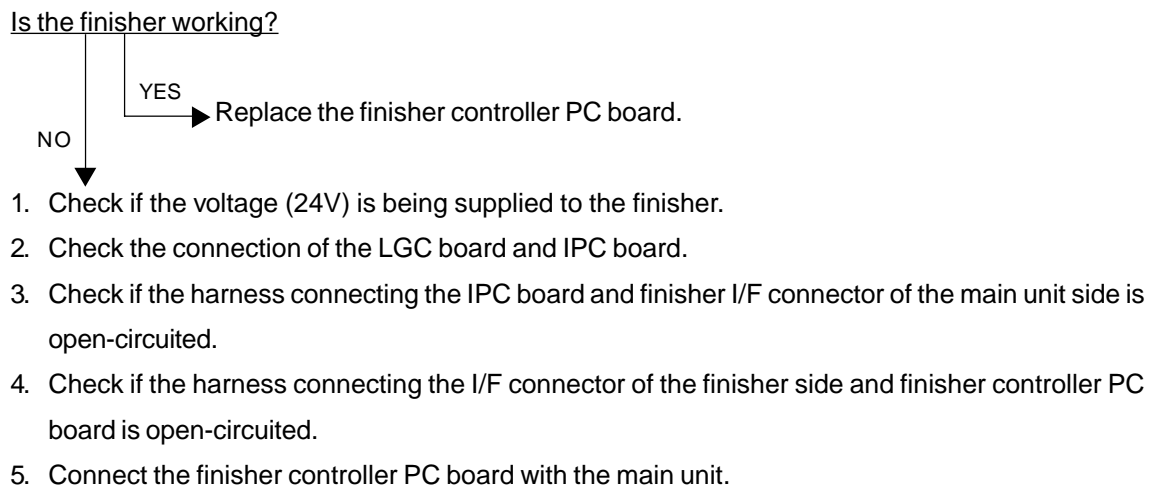 Is the finisher working?
YES
Replace the finisher controller PC board.
NO
1. Check if the voltage (24V) is being supplied to the finisher.
2. Check the connection of the LGC board and IPC board.
3. Check if the harness connecting the IPC board and finisher I/F connector of the main unit side is
open-circuited.
4. Check if the harness connecting the I/F connector of the finisher side and finisher controller PC
board is open-circuited.
5. Connect the finisher controller PC board with the main unit.